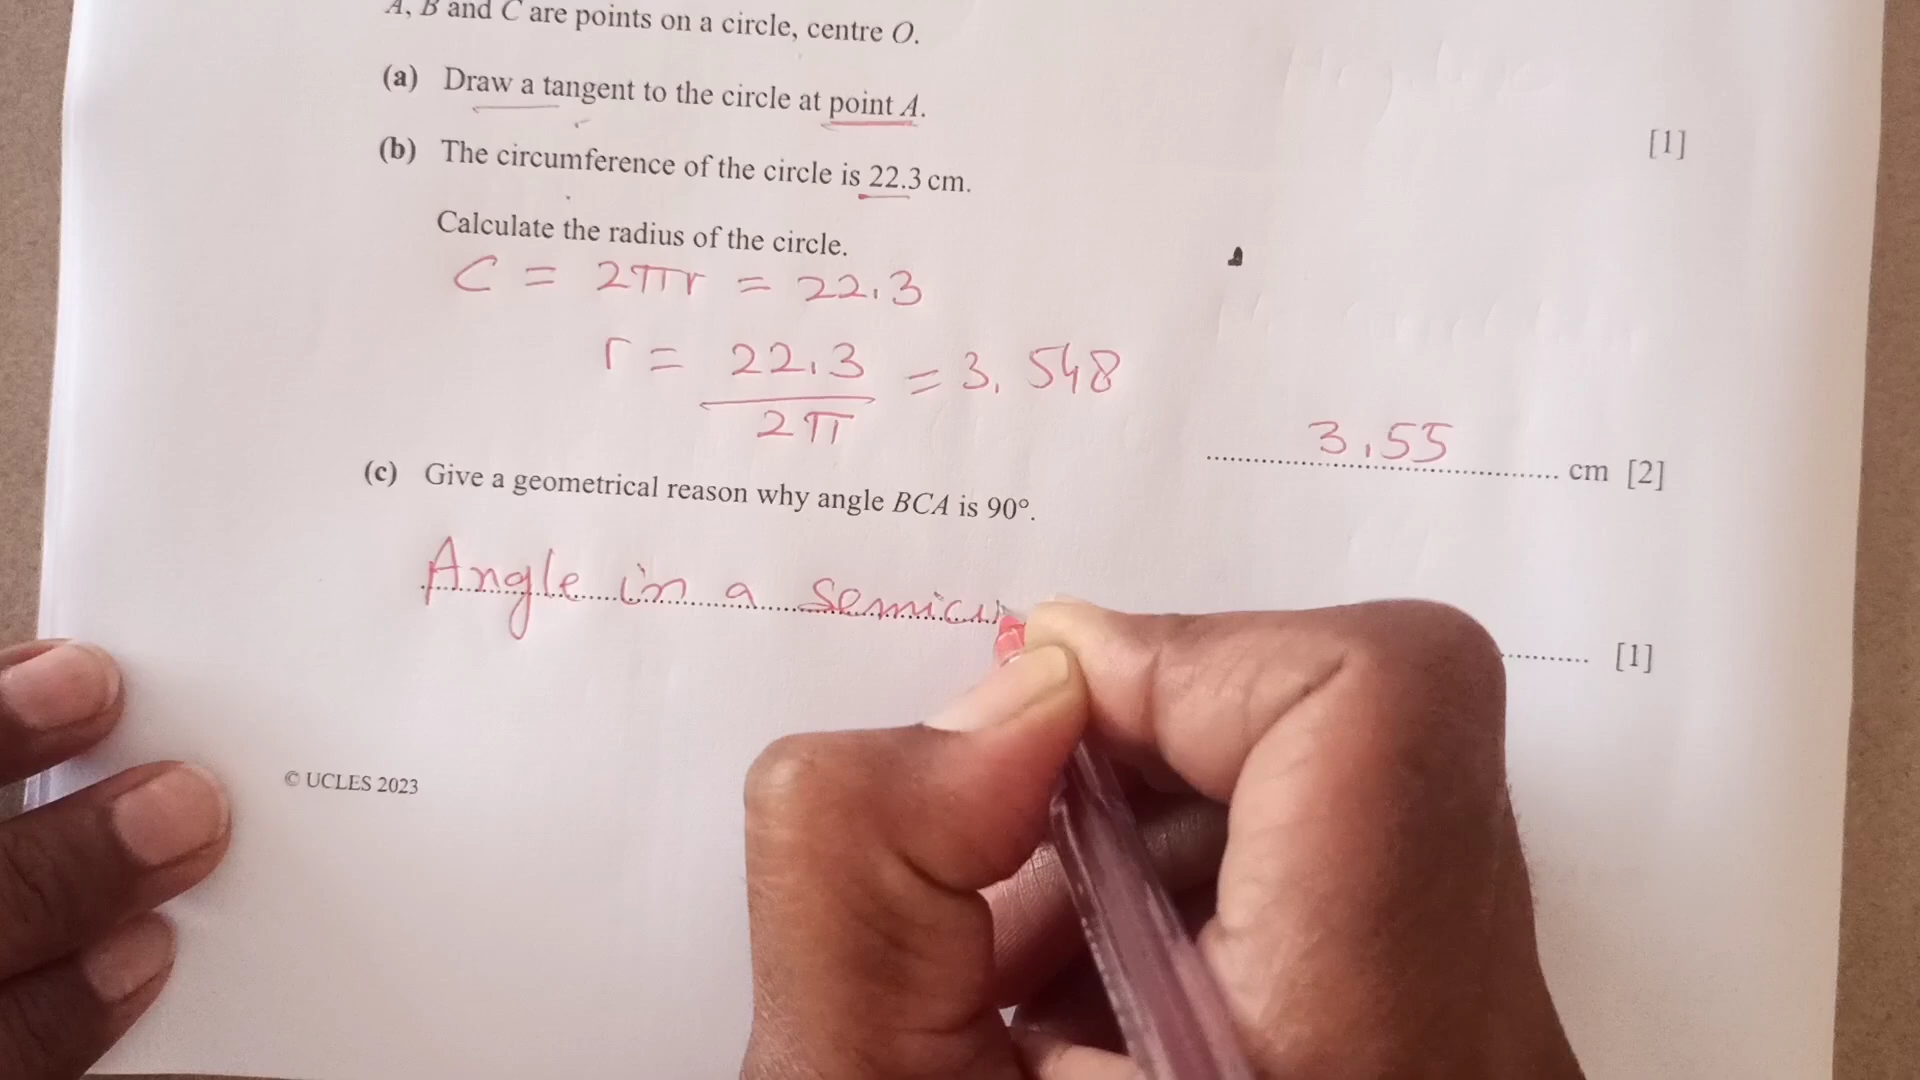 A, B and C are points on a circle, centre O.
(a) Draw a tangent to the circle at point A.
[1]
(b) The circumference of the circle is 22.3 cm.
Calculate the radius of the circle.
C = 2πr = 22.3
r = 22.3 / 2π = 3.548
3.55 cm [2]
(c) Give a geometrical reason why angle BCA is 90°.
Angle in a
[1]
© UCLES 2023